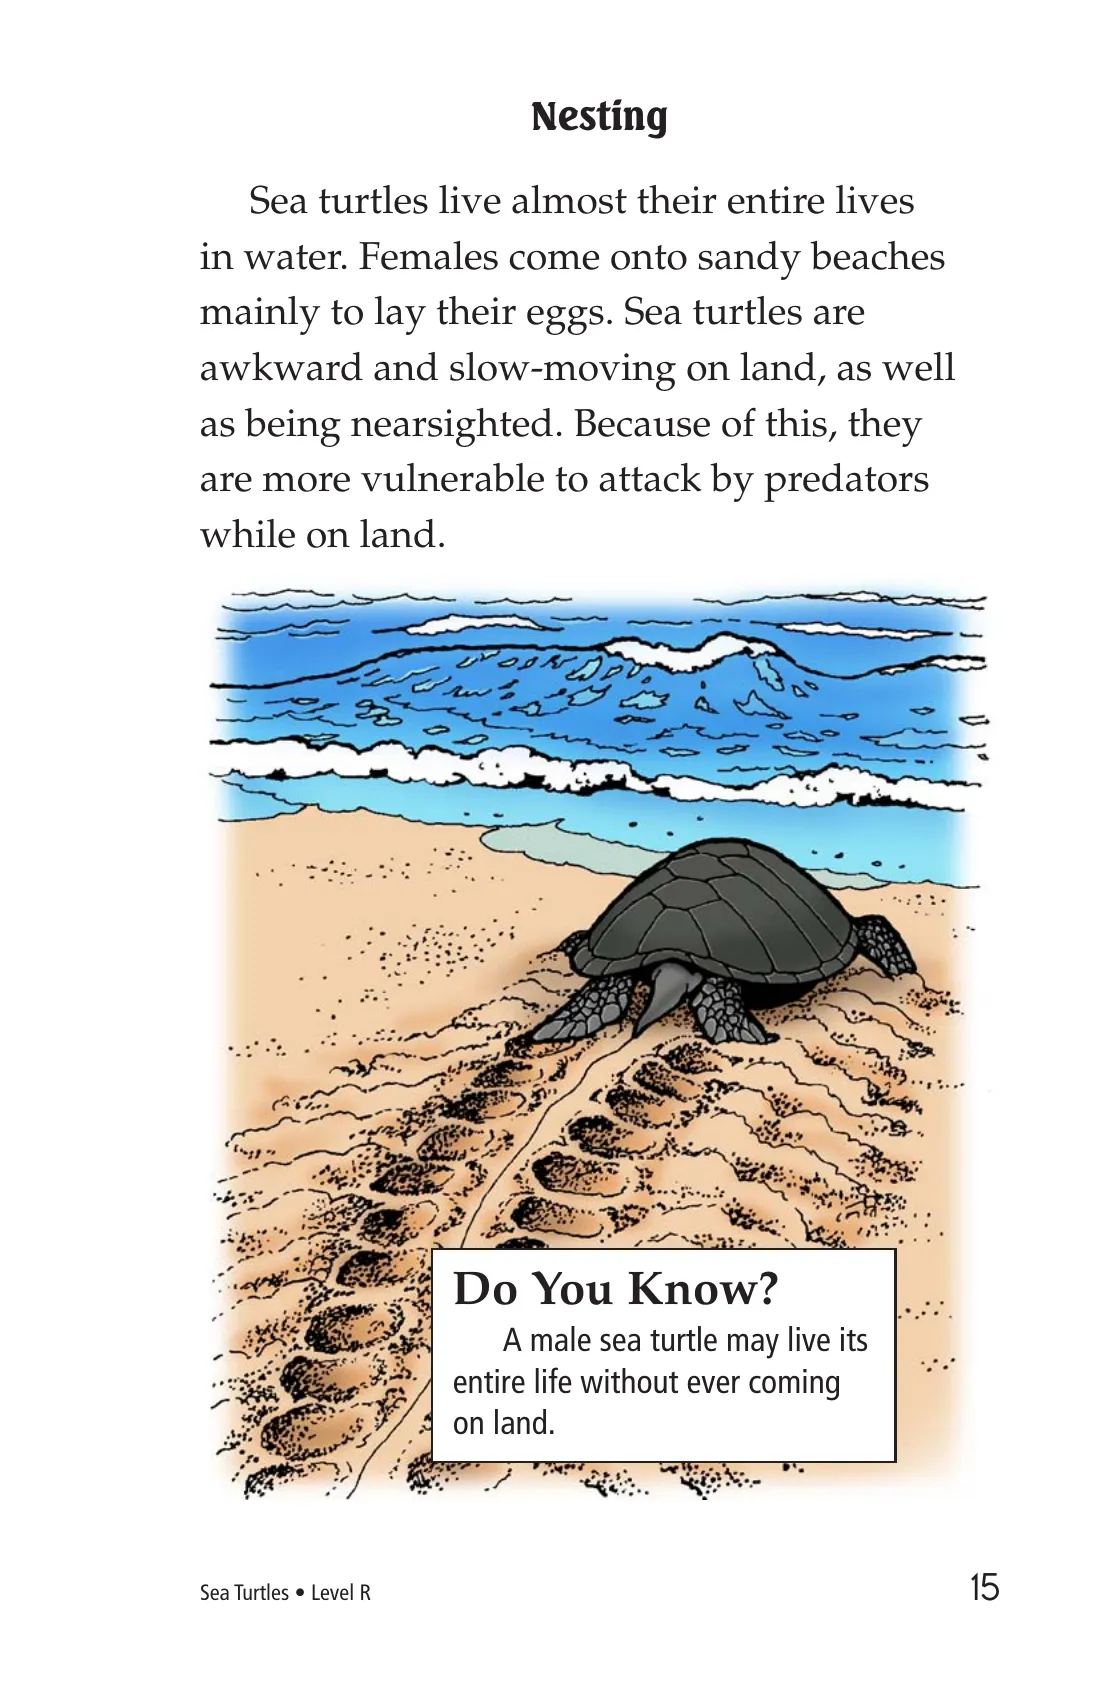 Nesting
Sea turtles live almost their entire lives
in water. Females come onto sandy beaches
mainly to lay their eggs. Sea turtles are
awkward and slow-moving on land, as well
as being nearsighted. Because of this, they
are more vulnerable to attack by predators
while on land.
Do You Know?
A male sea turtle may live its
entire life without ever coming
on land.
Sea Turtles • Level R
15